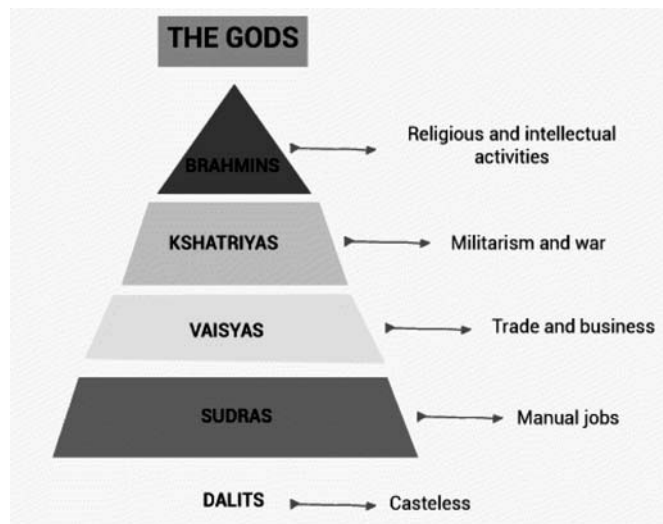 THE GODS
BRAHMINS
Religious and intellectual
activities
KSHATRIYAS
Militarism and war
VAISYAS
Trade and business
SUDRAS
Manual jobs
DALITS
Casteless